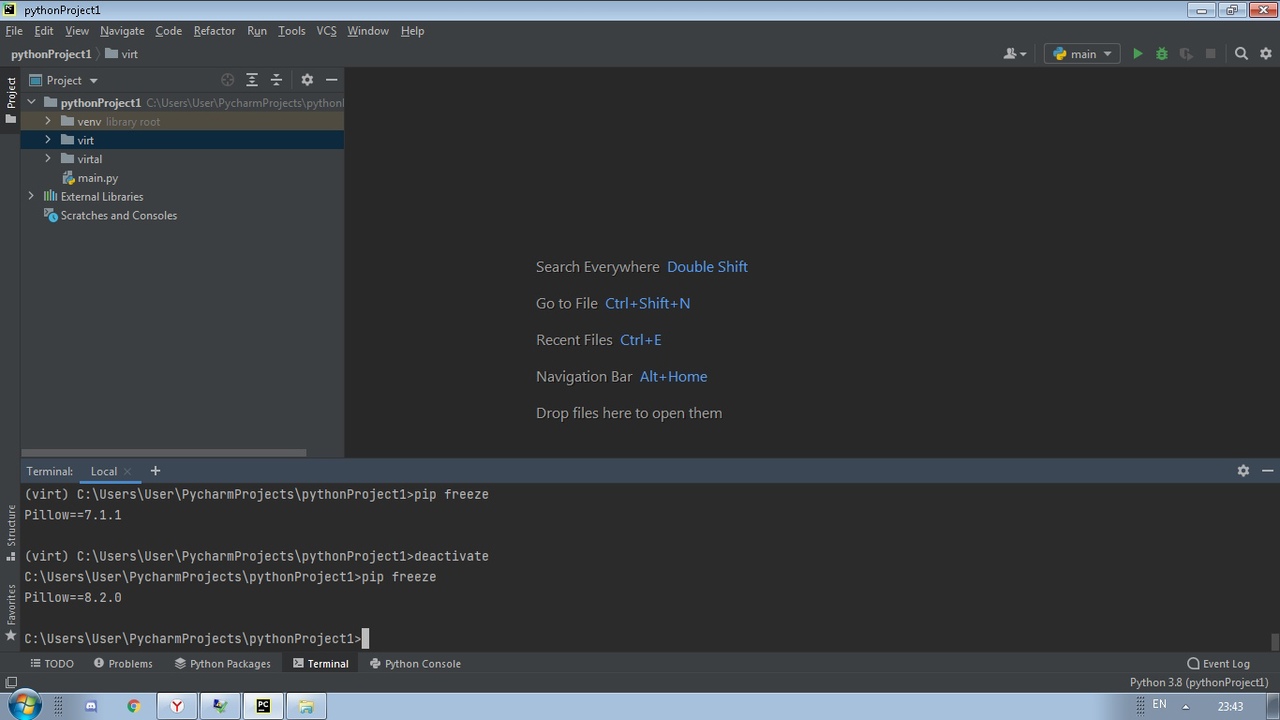 pythonProject1
File Edit View Navigate Code Refactor Run Tools VCS Window Help
pythonProject1 virt
main
Project
Project
pythonProject1 C:\Users\User\PycharmProjects\python
venv library root
virt
virtal
main.py
External Libraries
Scratches and Consoles
Search Everywhere Double Shift
Go to File Ctrl+Shift+N
Recent Files Ctrl+E
Navigation Bar Alt+Home
Drop files here to open them
Terminal: Local
(virt) C:\Users\User\PycharmProjects\pythonProject1>pip freeze
Pillow==7.1.1
(virt) C:\Users\User\PycharmProjects\pythonProject1>deactivate
C:\Users\User\PycharmProjects\pythonProject1>pip freeze
Pillow==8.2.0
C:\Users\User\PycharmProjects\pythonProject1>
Structure
Favorites
TODO Problems Python Packages Terminal Python Console Event Log
Python 3.8 (pythonProject1)
PC EN 23:43